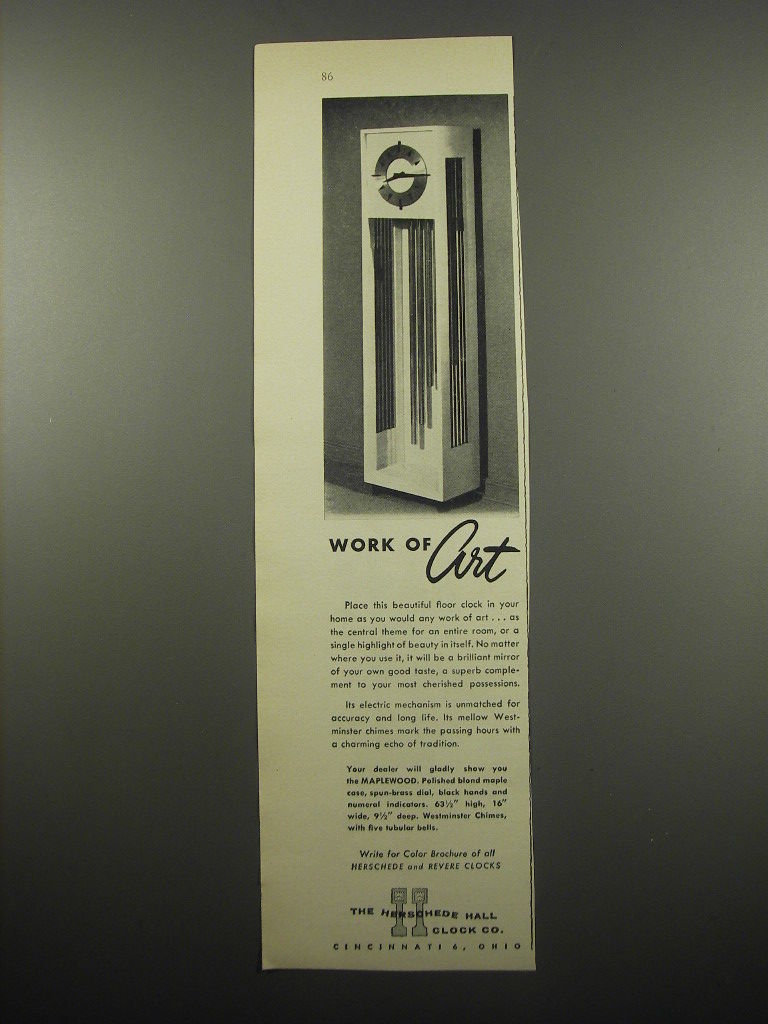 86
WORK OF Art
Place this beautiful floor clock in your
home as you would any work of art . . . as
the central theme for an entire room, or a
single highlight of beauty in itself. No matter
where you use it, it will be a brilliant mirror
of your own good taste, a superb comple-
ment to your most cherished possessions.
Its electric mechanism is unmatched for
accuracy and long life. Its mellow West-
minster chimes mark the passing hours with
a charming echo of tradition.
Your dealer will gladly show you
the MAPLEWOOD. Polished blond maple
case, spun-brass dial, black hands and
numeral indicators. 63½" high, 16"
wide, 9½" deep. Westminster Chimes,
with five tubular bells.
Write for Color Brochure of all
HERSCHEDE and REVERE CLOCKS
THE HERSCHEDE HALL
CLOCK CO.
CINCINNATI 6, OHIO